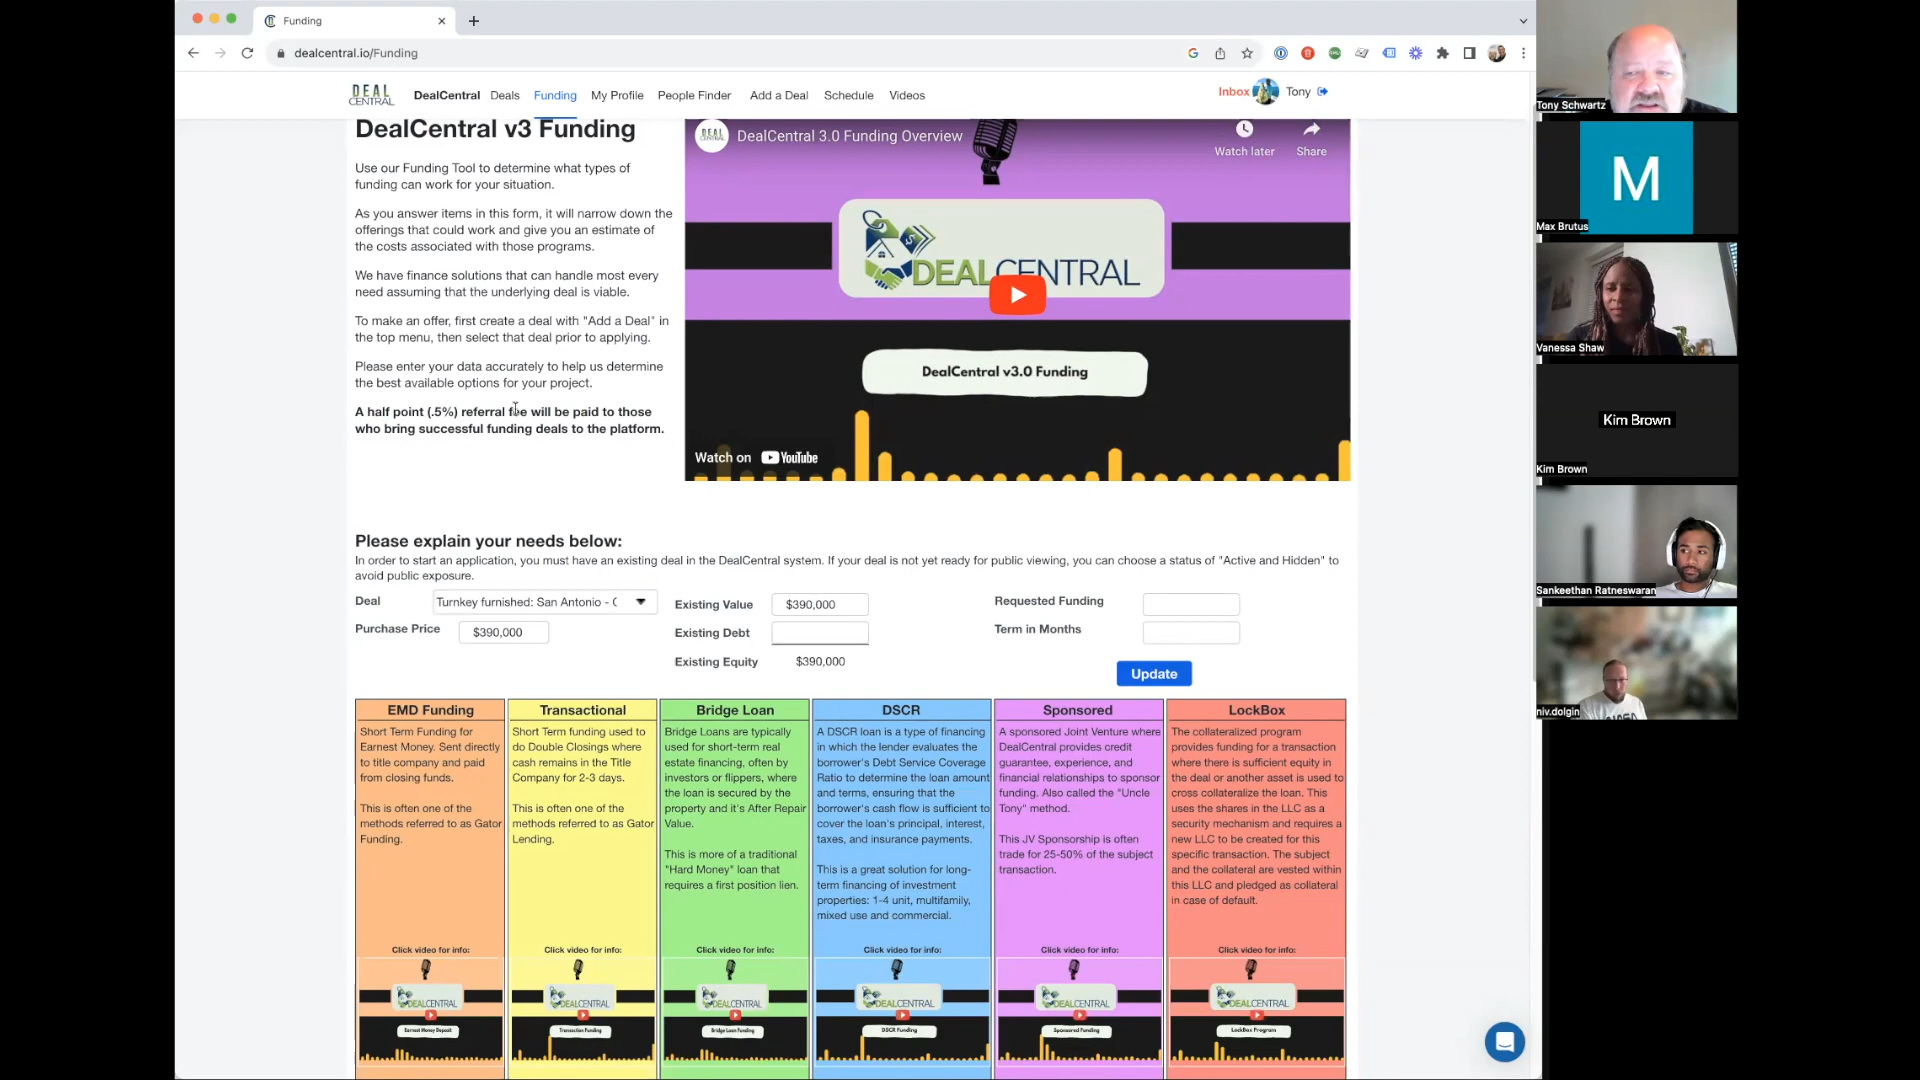 Funding
dealcentral.io/Funding
DEAL
CENTRAL
DealCentral Deals Funding My Profile People Finder Add a Deal Schedule Videos
Inbox Tony
DealCentral v3 Funding
Use our Funding Tool to determine what types of
funding can work for your situation.
As you answer items in this form, it will narrow down the
offerings that could work and give you an estimate of
the costs associated with those programs.
We have finance solutions that can handle most every
need assuming that the underlying deal is viable.
To make an offer, first create a deal with "Add a Deal" in
the top menu, then select that deal prior to applying.
Please enter your data accurately to help us determine
the best available options for your project.
A half point (.5%) referral fee will be paid to those
who bring successful funding deals to the platform.
DEAL
CENTRAL
DealCentral 3.0 Funding Overview
Watch later
Share
DEALCENTRAL
DealCentral v3.0 Funding
Watch on YouTube
Please explain your needs below:
In order to start an application, you must have an existing deal in the DealCentral system. If your deal is not yet ready for public viewing, you can choose a status of "Active and Hidden" to
avoid public exposure.
Deal Turnkey furnished: San Antonio - (
Purchase Price $390,000
Existing Value $390,000
Existing Debt
Existing Equity $390,000
Requested Funding
Term in Months
Update
EMD Funding
Short Term Funding for
Earnest Money. Sent directly
to title company and paid
from closing funds.
This is often one of the
methods referred to as Gator
Funding.
Click video for info:
DEALCENTRAL
Earnest Money Deposit
Transactional
Short Term funding used to
do Double Closings where
cash remains in the Title
Company for 2-3 days.
This is often one of the
methods referred to as Gator
Lending.
Click video for info:
DEALCENTRAL
Transaction Funding
Bridge Loan
Bridge Loans are typically
used for short-term real
estate financing, often by
investors or flippers, where
the loan is secured by the
property and it's After Repair
Value.
This is more of a traditional
"Hard Money" loan that
requires a first position lien.
Click video for info:
DEALCENTRAL
Bridge Loan Funding
DSCR
A DSCR loan is a type of financing
in which the lender evaluates the
borrower's Debt Service Coverage
Ratio to determine the loan amount
and terms, ensuring that the
borrower's cash flow is sufficient to
cover the loan's principal, interest,
taxes, and insurance payments.
This is a great solution for long-
term financing of investment
properties: 1-4 unit, multifamily,
mixed use and commercial.
Click video for info:
DEALCENTRAL
DSCR Funding
Sponsored
A sponsored Joint Venture where
DealCentral provides credit
guarantee, experience, and
financial relationships to sponsor
funding. Also called the "Uncle
Tony" method.
This JV Sponsorship is often
trade for 25-50% of the subject
transaction.
Click video for info:
DEALCENTRAL
Sponsored Funding
LockBox
The collateralized program
provides funding for a transaction
where there is sufficient equity in
the deal or another asset is used to
cross collateralize the loan. This
uses the shares in the LLC as a
security mechanism and requires a
new LLC to be created for this
specific transaction. The subject
and the collateral are vested within
this LLC and pledged as collateral
in case of default.
Click video for info:
DEALCENTRAL
LockBox Program
Tony Schwartz
M
Max Brutus
Vanessa Shaw
Kim Brown
Kim Brown
Sankeethan Ratneswaran
niv.dolgin